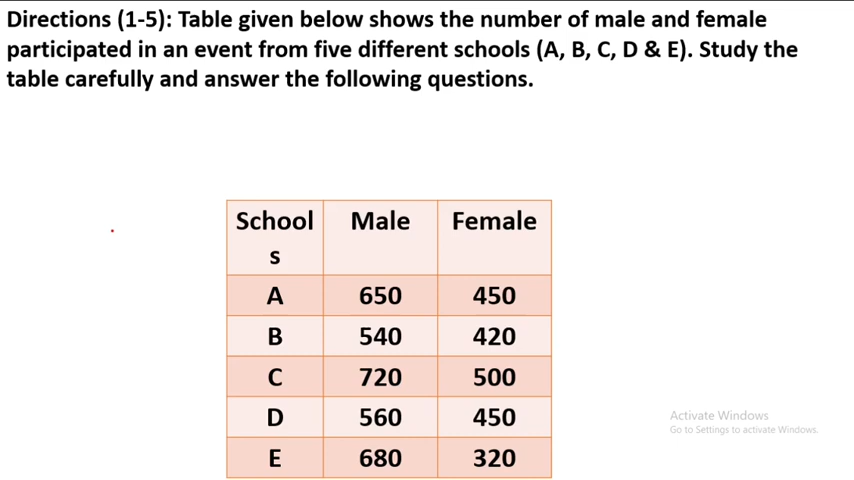 Directions (1-5): Table given below shows the number of male and female
participated in an event from five different schools (A, B, C, D & E). Study the
table carefully and answer the following questions.
School Male Female
s
A 650 450
B 540 420
C 720 500
D 560 450
E 680 320
Activate Windows
Go to Settings to activate Windows.